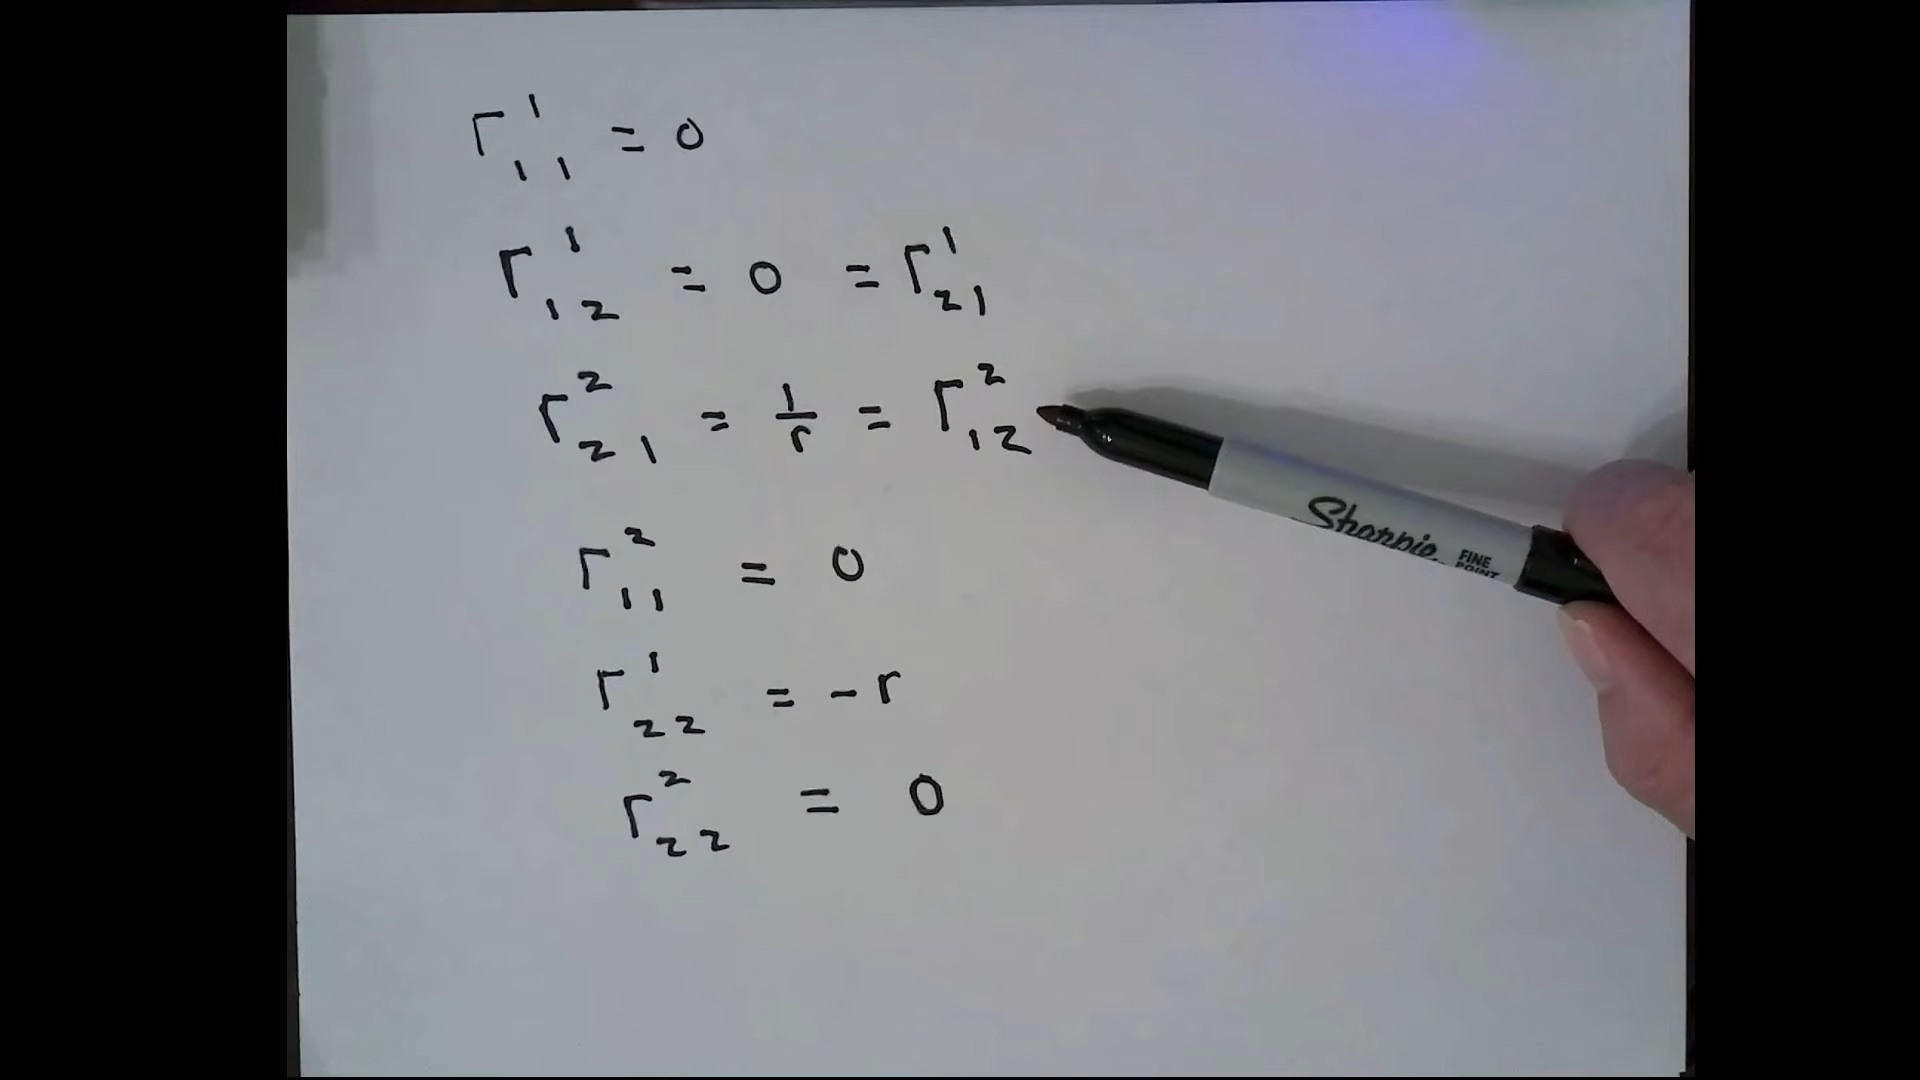 Γ¹₁₁ = 0
Γ¹₁₂ = 0 = Γ¹₂₁
Γ²₂₁ = 1/r = Γ²₁₂
Γ²₁₁ = 0
Γ¹₂₂ = -r
Γ²₂₂ = 0
Sharpie FINE POINT